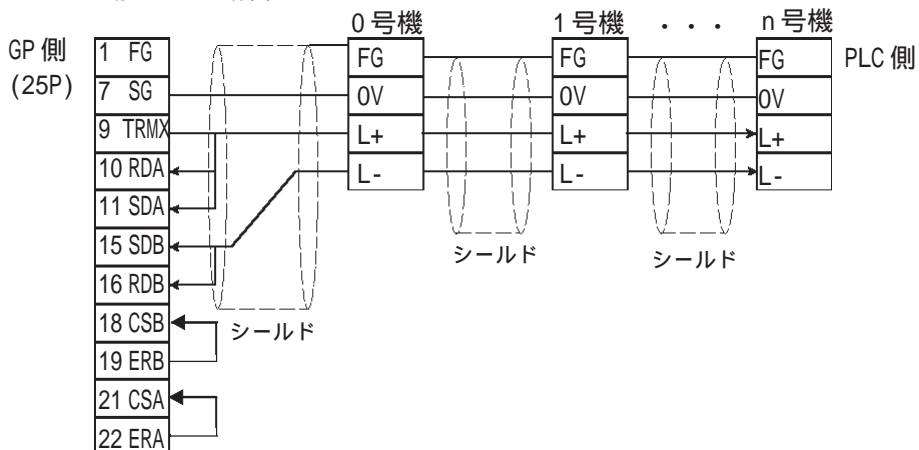 0号機 1号機 ・・・ n号機
GP側 (25P)
PLC側
1 FG
7 SG
9 TRMX
10 RDA
11 SDA
15 SDB
16 RDB
18 CSB
19 ERB
21 CSA
22 ERA
FG
0V
L+
L-
FG
0V
L+
L-
FG
0V
L+
L-
シールド
シールド
シールド